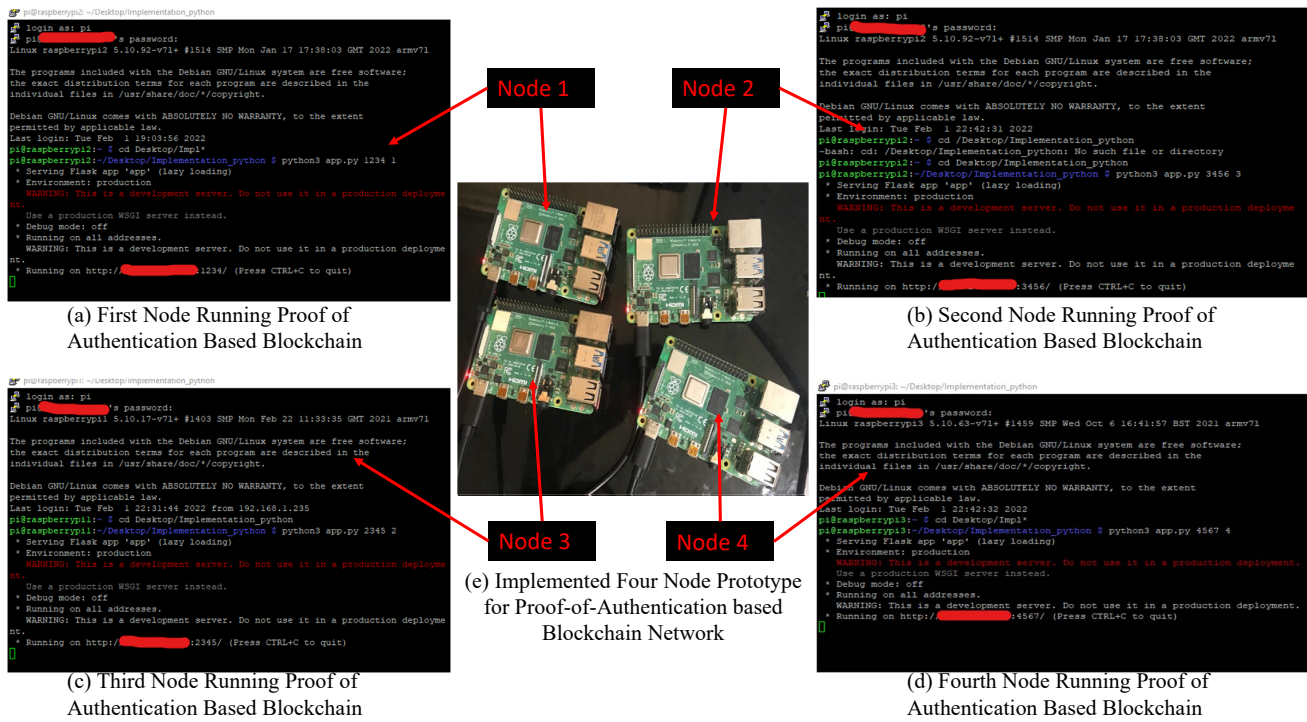 pi@raspberrypi2: ~/Desktop/Implementation_python
login as: pi
pi 's password:
Linux raspberrypi2 5.10.92-v7l+ #1514 SMP Mon Jan 17 17:38:03 GMT 2022 armv7l
The programs included with the Debian GNU/Linux system are free software;
the exact distribution terms for each program are described in the
individual files in /usr/share/doc/*/copyright.
Debian GNU/Linux comes with ABSOLUTELY NO WARRANTY, to the extent
permitted by applicable law.
Last login: Tue Feb 1 19:03:56 2022
pi@raspberrypi2:~ $ cd Desktop/Impl*
pi@raspberrypi2:~/Desktop/Implementation_python $ python3 app.py 1234 1
* Serving Flask app 'app' (lazy loading)
* Environment: production
WARNING: This is a development server. Do not use it in a production deployme
nt.
Use a production WSGI server instead.
* Debug mode: off
* Running on all addresses.
WARNING: This is a development server. Do not use it in a production deployme
nt.
* Running on http:/ :1234/ (Press CTRL+C to quit)
(a) First Node Running Proof of
Authentication Based Blockchain
Node 1
Node 2
login as: pi
pi 's password:
Linux raspberrypi2 5.10.92-v7l+ #1514 SMP Mon Jan 17 17:38:03 GMT 2022 armv7l
The programs included with the Debian GNU/Linux system are free software;
the exact distribution terms for each program are described in the
individual files in /usr/share/doc/*/copyright.
Debian GNU/Linux comes with ABSOLUTELY NO WARRANTY, to the extent
permitted by applicable law.
Last login: Tue Feb 1 22:42:31 2022
pi@raspberrypi2:~ $ cd /Desktop/Implementation_python
-bash: cd: /Desktop/Implementation_python: No such file or directory
pi@raspberrypi2:~ $ cd Desktop/Implementation_python
pi@raspberrypi2:~/Desktop/Implementation_python $ python3 app.py 3456 3
* Serving Flask app 'app' (lazy loading)
* Environment: production
WARNING: This is a development server. Do not use it in a production deployme
nt.
Use a production WSGI server instead.
* Debug mode: off
* Running on all addresses.
WARNING: This is a development server. Do not use it in a production deployme
nt.
* Running on http:/ :3456/ (Press CTRL+C to quit)
(b) Second Node Running Proof of
Authentication Based Blockchain
pi@raspberrypi1: ~/Desktop/Implementation_python
login as: pi
pi 's password:
Linux raspberrypi1 5.10.17-v7l+ #1403 SMP Mon Feb 22 11:33:35 GMT 2021 armv7l
The programs included with the Debian GNU/Linux system are free software;
the exact distribution terms for each program are described in the
individual files in /usr/share/doc/*/copyright.
Debian GNU/Linux comes with ABSOLUTELY NO WARRANTY, to the extent
permitted by applicable law.
Last login: Tue Feb 1 22:31:44 2022 from 192.168.1.235
pi@raspberrypi1:~ $ cd Desktop/Implementation_python
pi@raspberrypi1:~/Desktop/Implementation_python $ python3 app.py 2345 2
* Serving Flask app 'app' (lazy loading)
* Environment: production
WARNING: This is a development server. Do not use it in a production deployme
nt.
Use a production WSGI server instead.
* Debug mode: off
* Running on all addresses.
WARNING: This is a development server. Do not use it in a production deployme
nt.
* Running on http:/ :2345/ (Press CTRL+C to quit)
(c) Third Node Running Proof of
Authentication Based Blockchain
HDMI
Node 3
Node 4
(e) Implemented Four Node Prototype
for Proof-of-Authentication based
Blockchain Network
pi@raspberrypi3: ~/Desktop/Implementation_python
login as: pi
pi 's password:
Linux raspberrypi3 5.10.63-v7l+ #1459 SMP Wed Oct 6 16:41:57 BST 2021 armv7l
The programs included with the Debian GNU/Linux system are free software;
the exact distribution terms for each program are described in the
individual files in /usr/share/doc/*/copyright.
Debian GNU/Linux comes with ABSOLUTELY NO WARRANTY, to the extent
permitted by applicable law.
Last login: Tue Feb 1 22:42:32 2022
pi@raspberrypi3:~ $ cd Desktop/Impl*
pi@raspberrypi3:~/Desktop/Implementation_python $ python3 app.py 4567 4
* Serving Flask app 'app' (lazy loading)
* Environment: production
WARNING: This is a development server. Do not use it in a production deployment.
Use a production WSGI server instead.
* Debug mode: off
* Running on all addresses.
WARNING: This is a development server. Do not use it in a production deployment.
* Running on http:/ :4567/ (Press CTRL+C to quit)
(d) Fourth Node Running Proof of
Authentication Based Blockchain